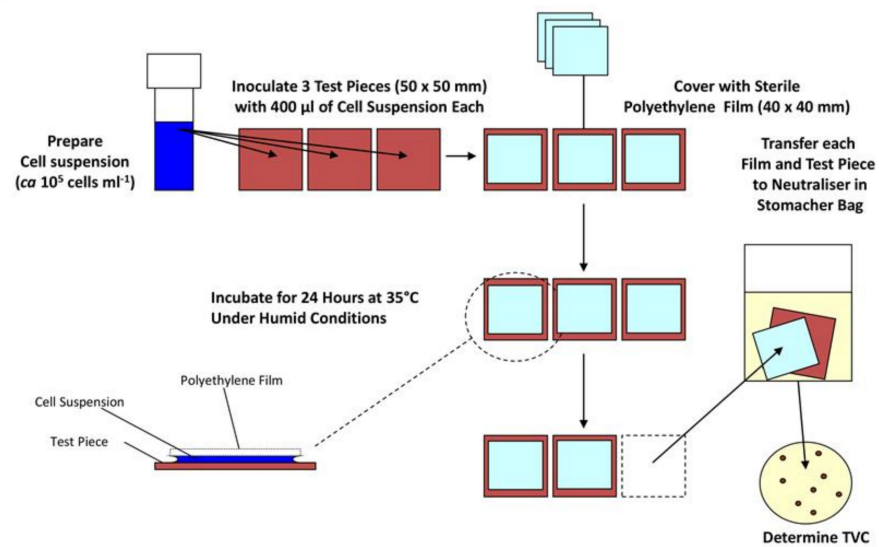 Inoculate 3 Test Pieces (50 x 50 mm)
with 400 µl of Cell Suspension Each
Cover with Sterile
Polyethylene Film (40 x 40 mm)
Prepare
Cell suspension
(ca 10⁵ cells ml⁻¹)
Transfer each
Film and Test Piece
to Neutraliser in
Stomacher Bag
Incubate for 24 Hours at 35°C
Under Humid Conditions
Polyethylene Film
Cell Suspension
Test Piece
Determine TVC